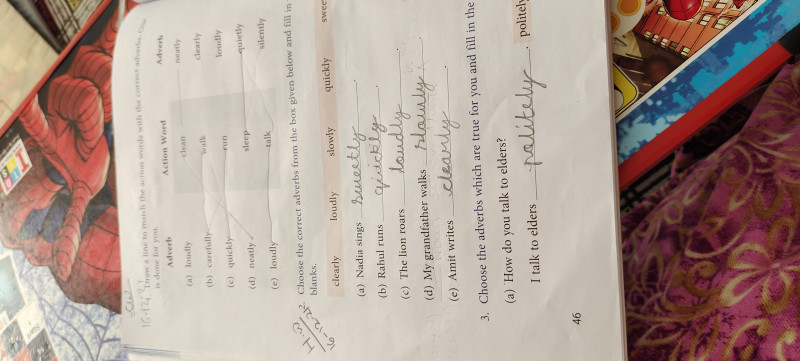 Draw a line to match the action words with the correct adverbs. One
is done for you.
Adverb Action Word Adverb
(a) loudly clean neatly
(b) carefully walk clearly
(c) quickly run loudly
(d) neatly sleep quietly
(e) loudly talk silently
Choose the correct adverbs from the box given below and fill in
blanks.
clearly loudly slowly quickly swee
(a) Nadia sings sweetly.
(b) Rahul runs quickly.
(c) The lion roars loudly.
(d) My grandfather walks slowly.
(e) Amit writes clearly.
3. Choose the adverbs which are true for you and fill in the
(a) How do you talk to elders?
I talk to elders politely. politely
46